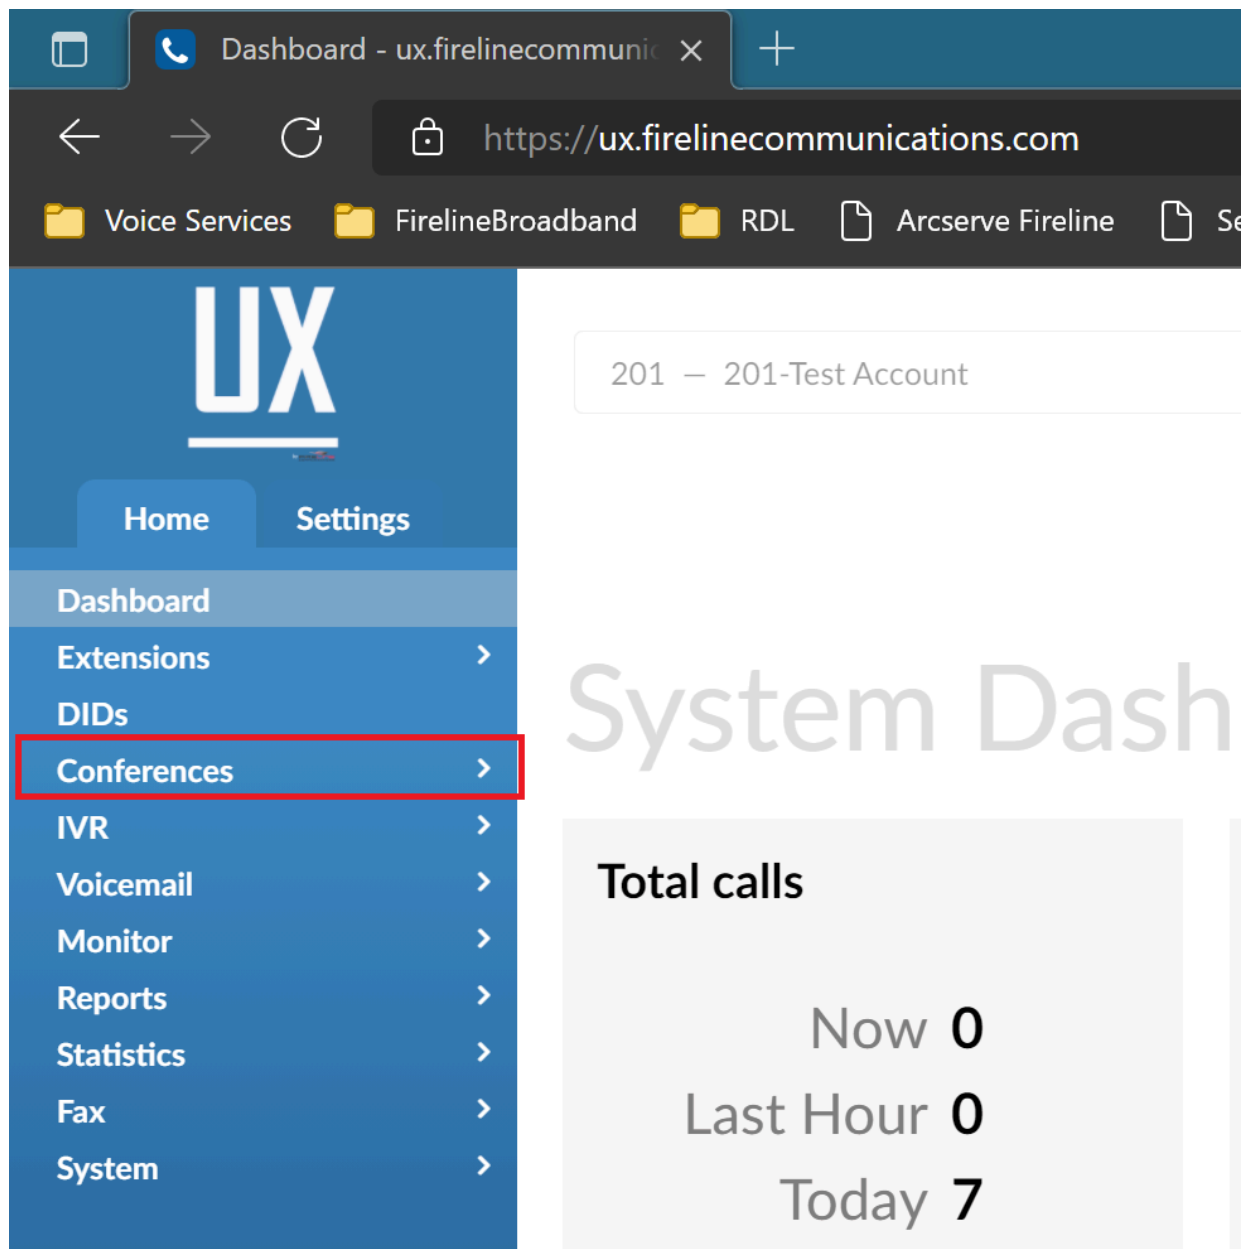 Dashboard - ux.firelinecommunic
https://ux.firelinecommunications.com
Voice Services FirelineBroadband RDL Arcserve Fireline Se
UX
201 — 201-Test Account
Home Settings
Dashboard
Extensions
DIDs
Conferences
IVR
Voicemail
Monitor
Reports
Statistics
Fax
System
System Dash
Total calls
Now 0
Last Hour 0
Today 7